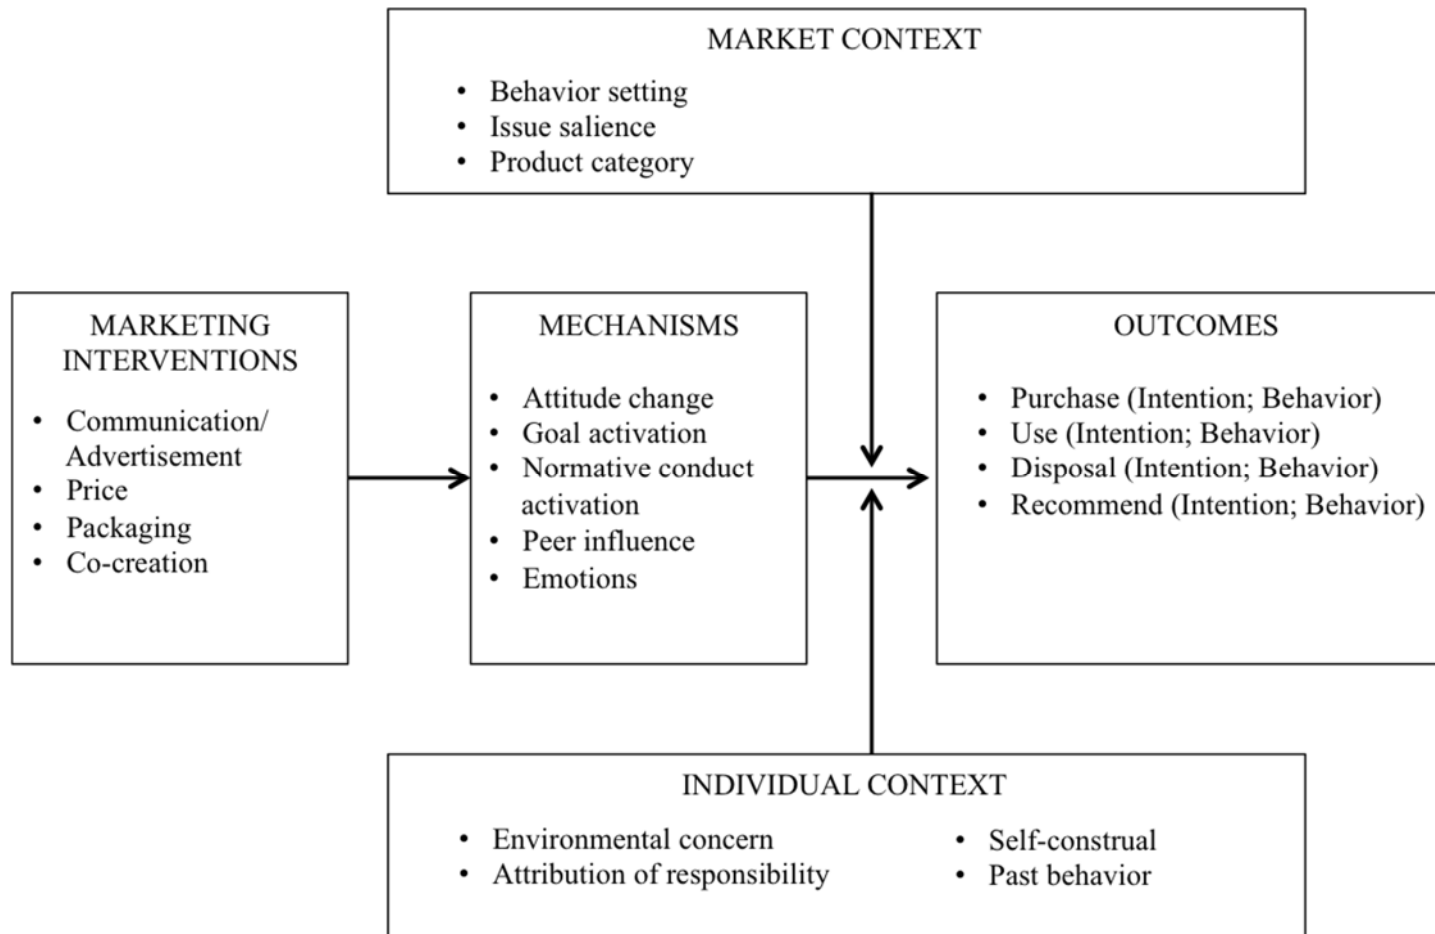 MARKET CONTEXT
• Behavior setting
• Issue salience
• Product category
MARKETING
INTERVENTIONS
• Communication/
Advertisement
• Price
• Packaging
• Co-creation
MECHANISMS
• Attitude change
• Goal activation
• Normative conduct
activation
• Peer influence
• Emotions
OUTCOMES
• Purchase (Intention; Behavior)
• Use (Intention; Behavior)
• Disposal (Intention; Behavior)
• Recommend (Intention; Behavior)
INDIVIDUAL CONTEXT
• Environmental concern
• Attribution of responsibility
• Self-construal
• Past behavior